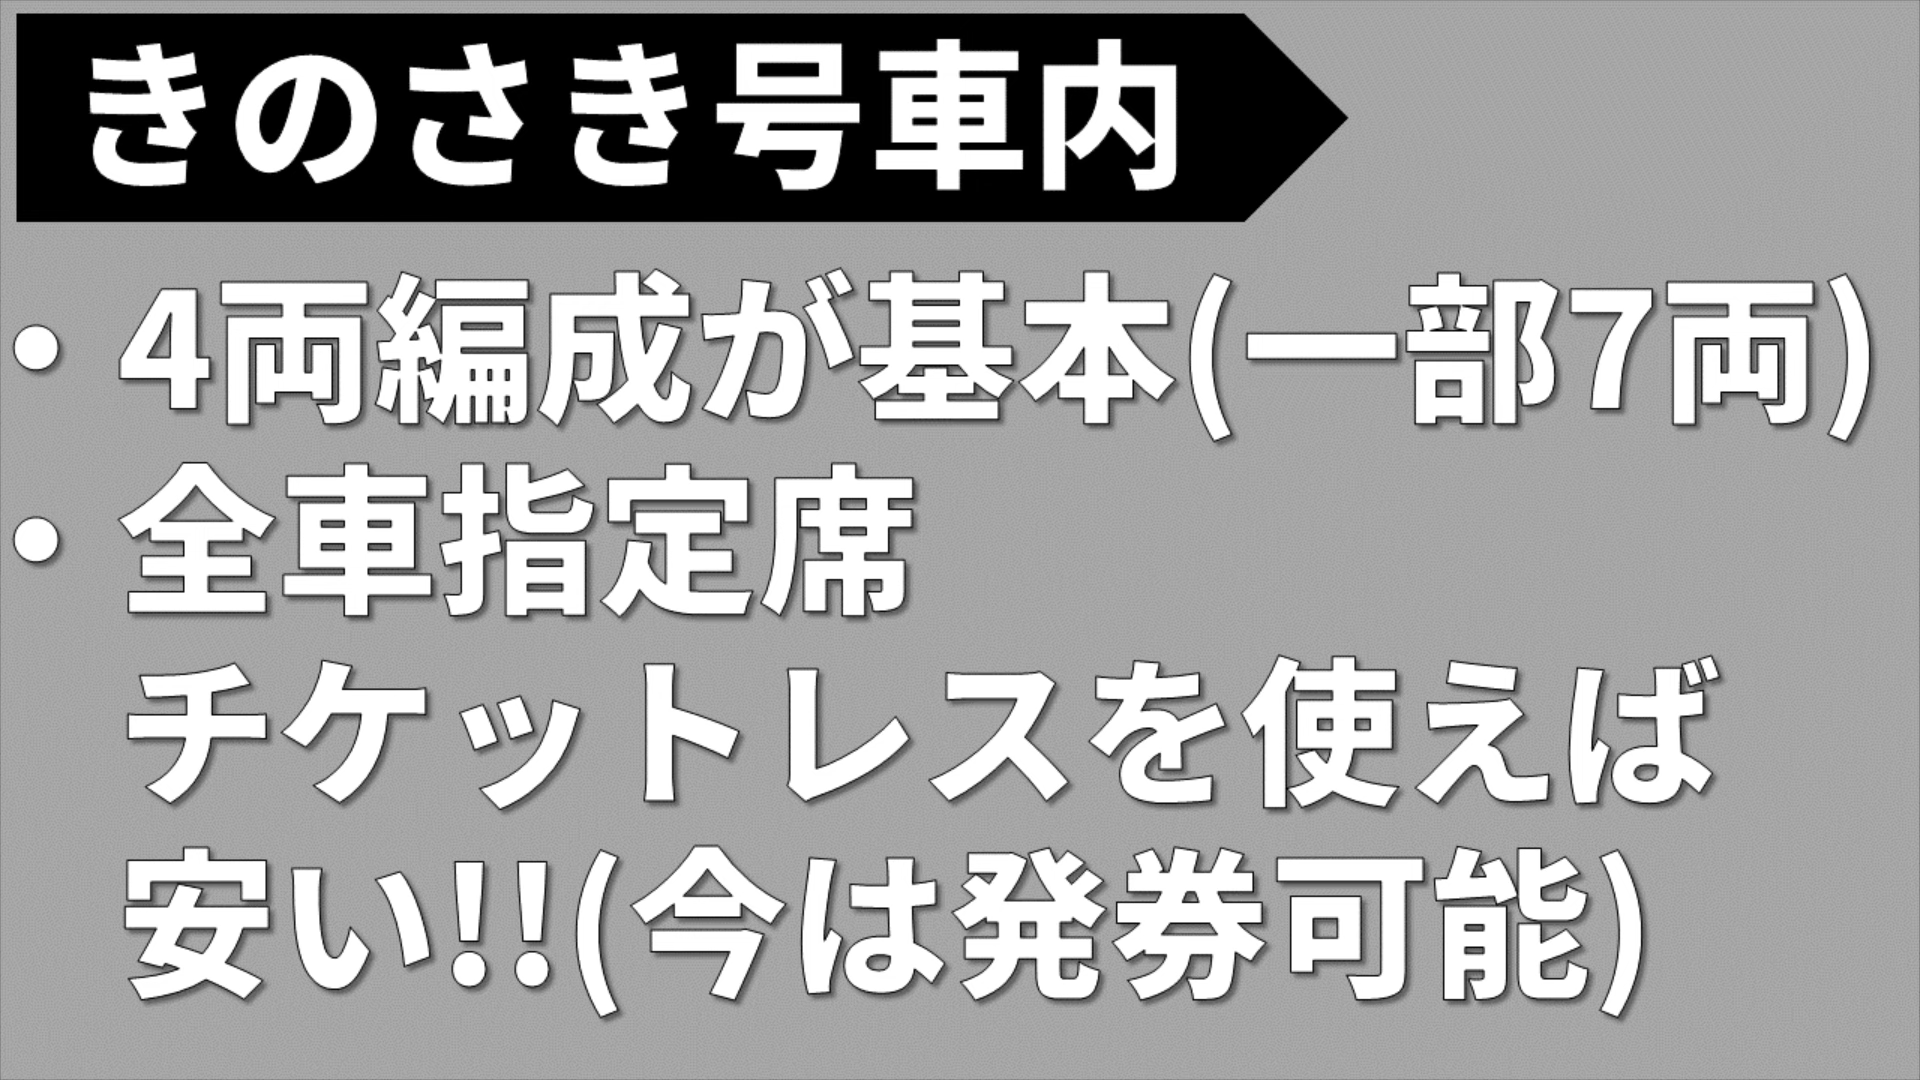 きのさき号車内
・4両編成が基本(一部7両)
・全車指定席
チケットレスを使えば
安い!!(今は発券可能)